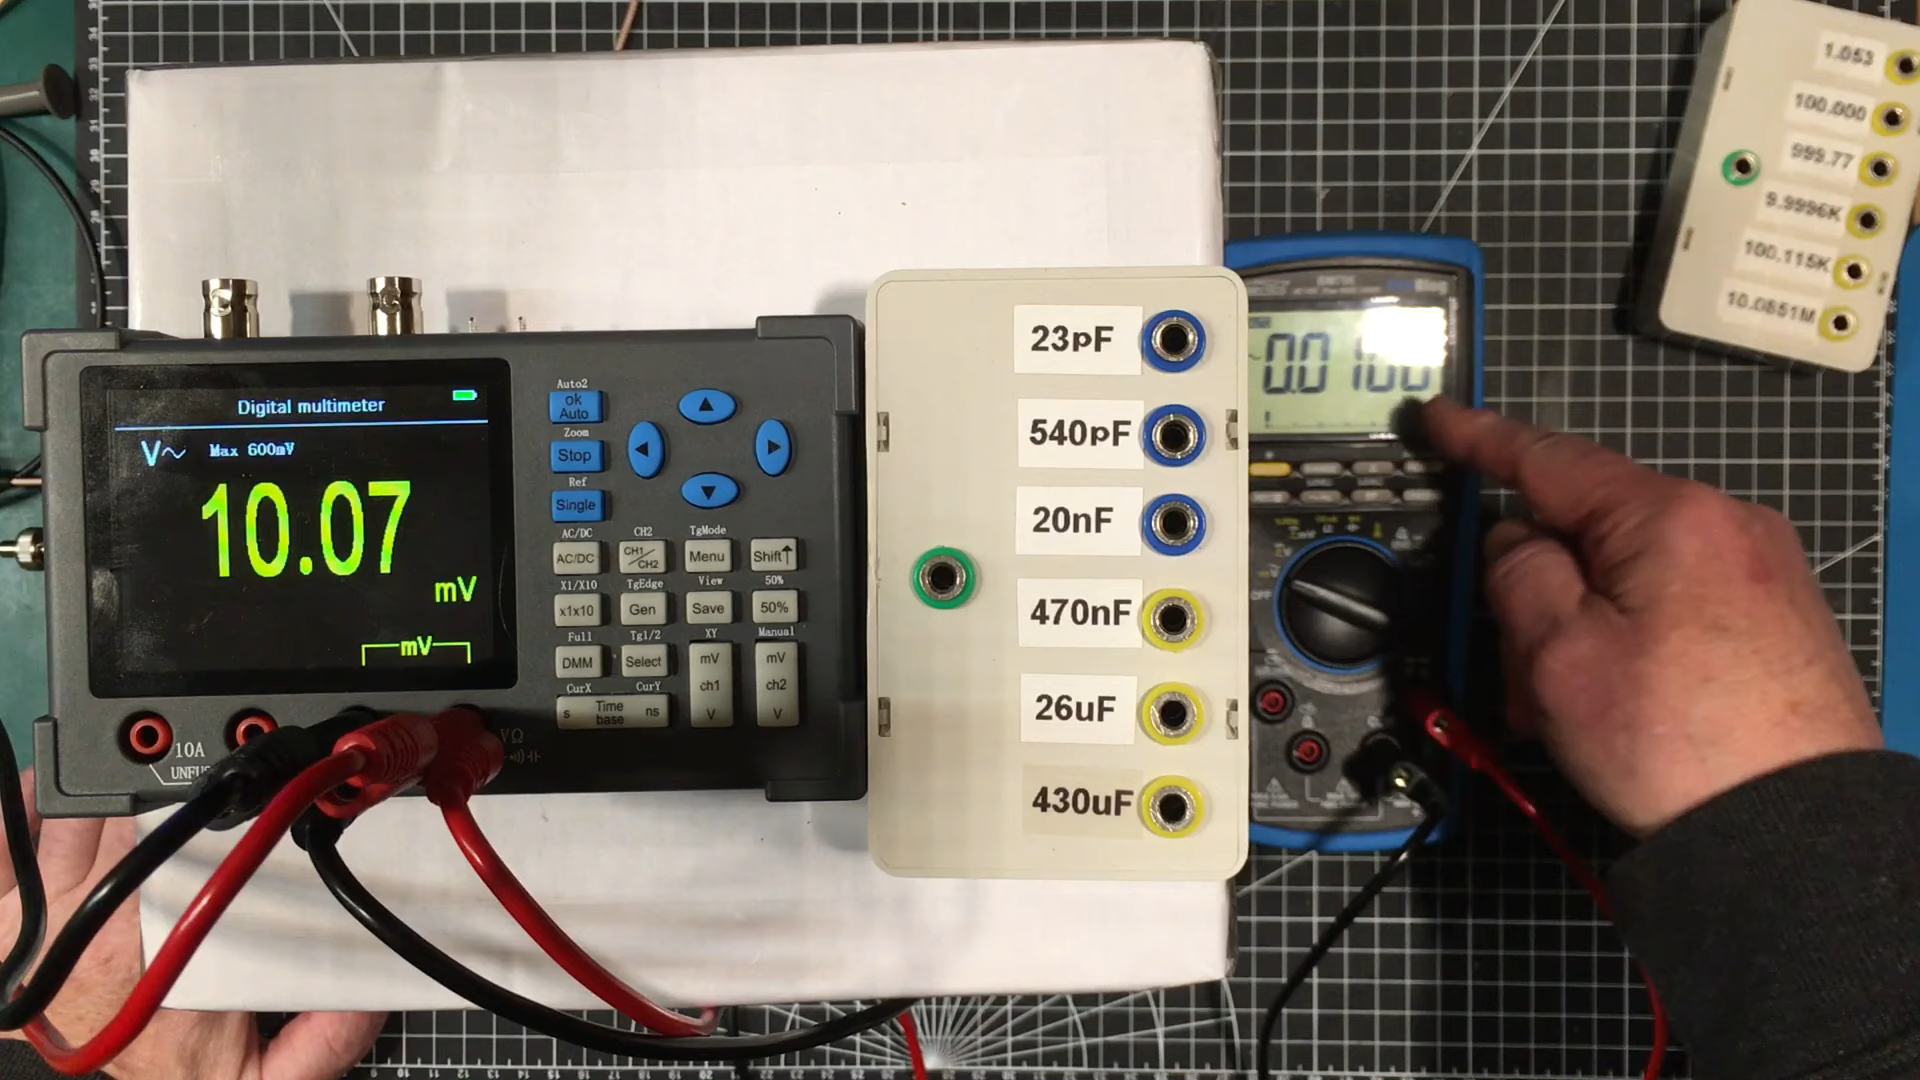 Digital multimeter
V~ Max 600mV
10.07
mV
mV
10A
VΩ
Auto2
ok
Auto
Zoom
Stop
Ref
Single
AC/DC CH2 TgMode
AC/DC CH1/CH2 Menu Shift↑
X1/X10 TgEdge View 50%
x1x10 Gen Save 50%
Full Tg1/2 XY Manual
DMM Select mV mV
ch1 ch2
V V
CurX CurY
s Time base ns
23pF
540pF
20nF
470nF
26uF
430uF
OFF
1.053
100.000
999.77
9.9996K
100.115K
10.0851M